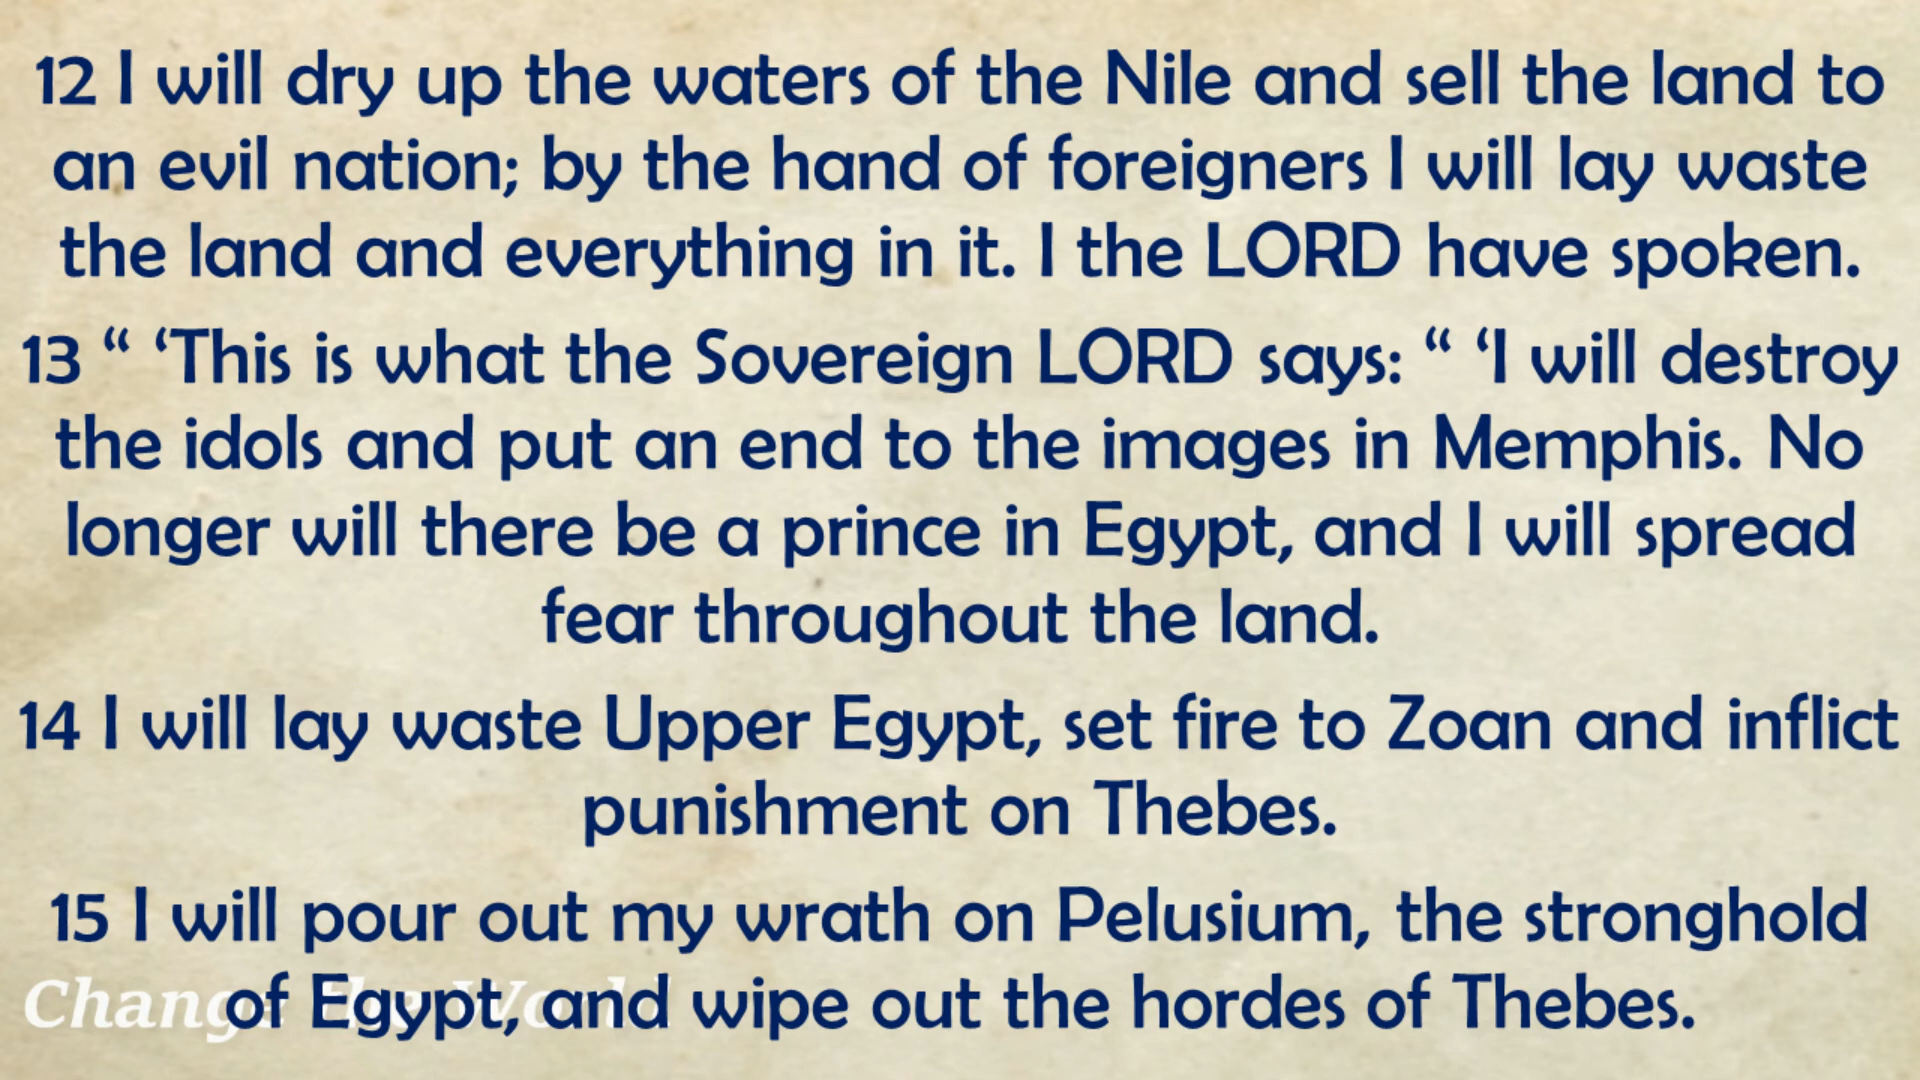 12 I will dry up the waters of the Nile and sell the land to
an evil nation; by the hand of foreigners I will lay waste
the land and everything in it. I the LORD have spoken.
13 “ ‘This is what the Sovereign LORD says: “ ‘I will destroy
the idols and put an end to the images in Memphis. No
longer will there be a prince in Egypt, and I will spread
fear throughout the land.
14 I will lay waste Upper Egypt, set fire to Zoan and inflict
punishment on Thebes.
15 I will pour out my wrath on Pelusium, the stronghold
of Egypt, and wipe out the hordes of Thebes.
Change The World